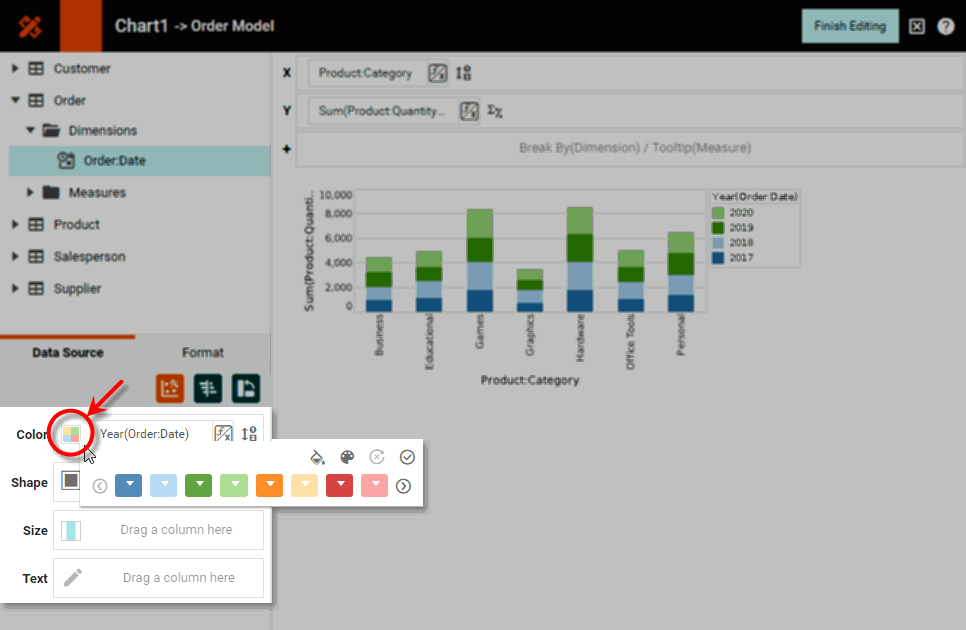 Chart1 -> Order Model
Finish Editing
Customer
Order
Dimensions
Order:Date
Measures
Product
Salesperson
Supplier
X
Product:Category
Y
Sum(Product:Quantity...
Σχ
+
Break By(Dimension) / Tooltip(Measure)
Sum(Product:Quanti..
10,000
8,000
6,000
4,000
2,000
0
Business
Educational
Games
Graphics
Hardware
Office Tools
Personal
Product:Category
Year(Order:Date)
2020
2019
2018
2017
Data Source
Format
Color
Year(Order:Date)
Shape
Size
Drag a column here
Text
Drag a column here